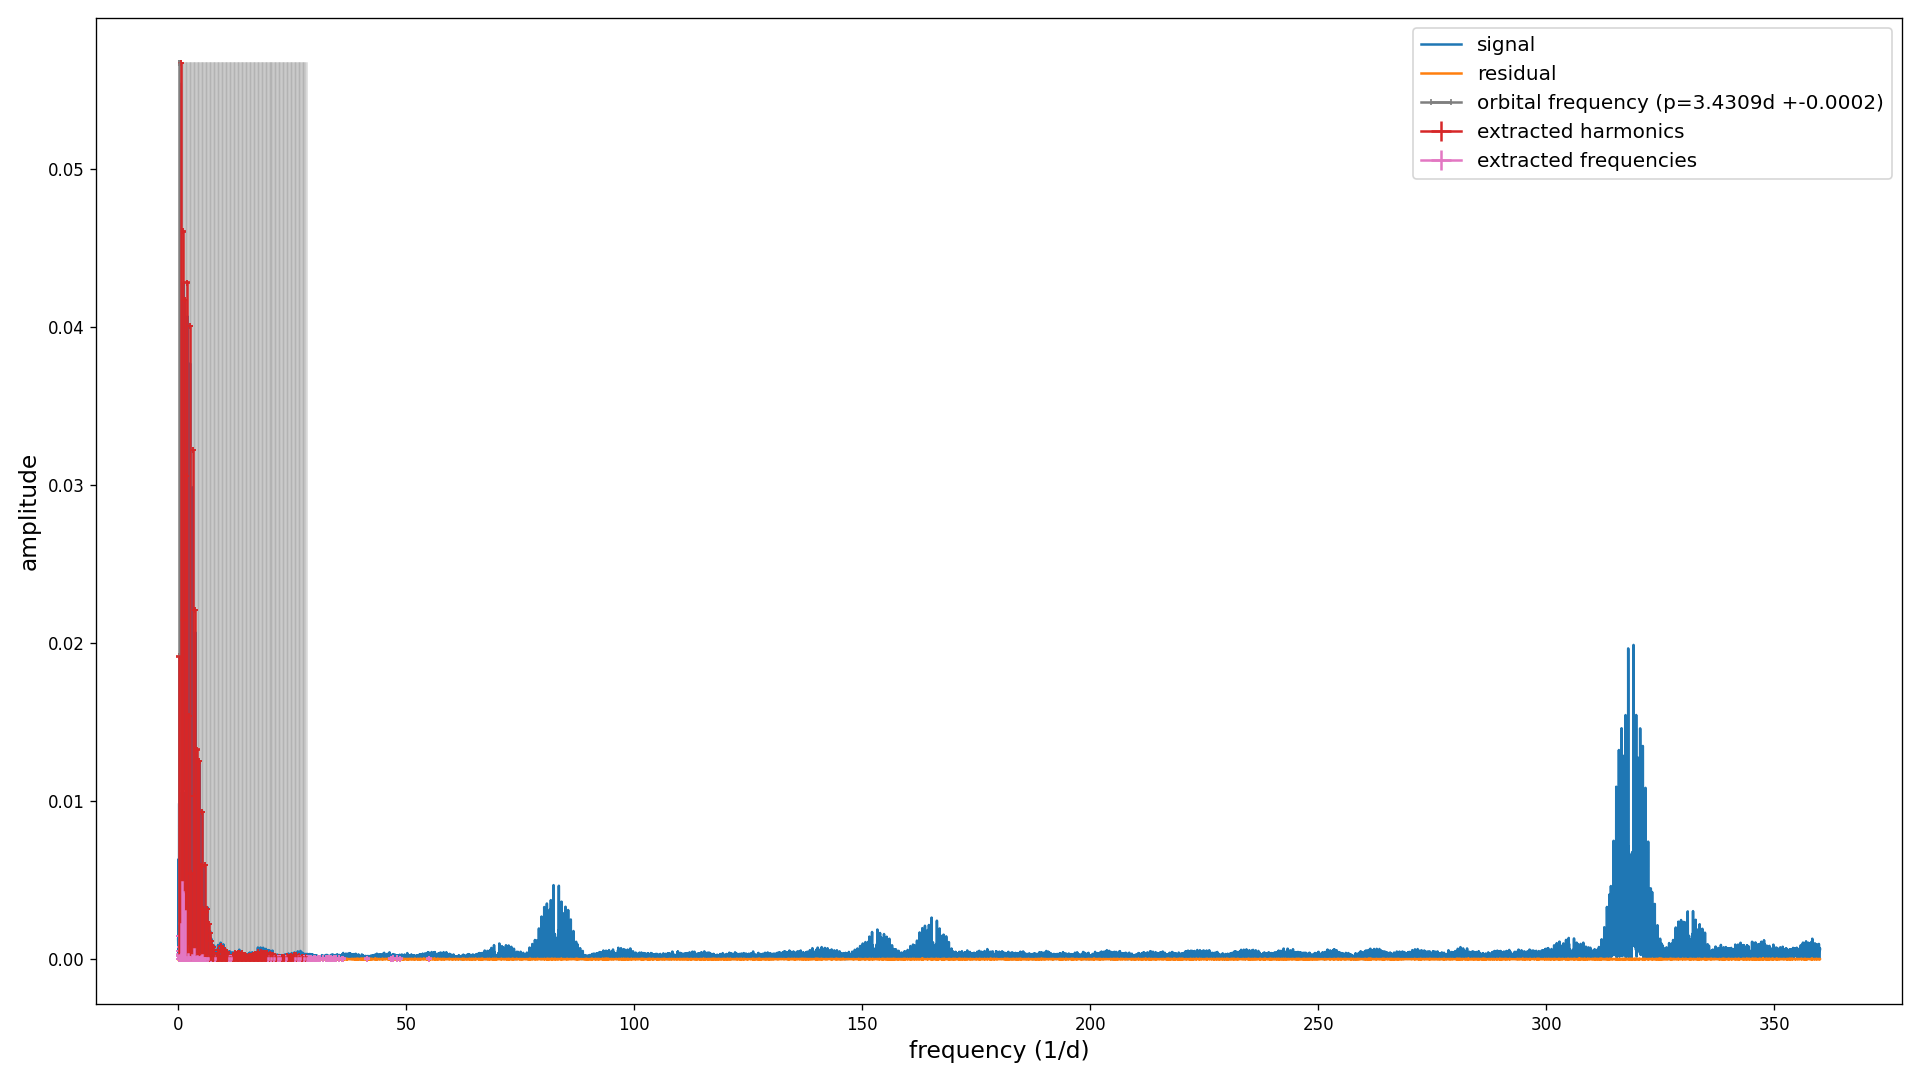 signal
residual
orbital frequency (p=3.4309d +-0.0002)
extracted harmonics
extracted frequencies
0.05
0.04
0.03
0.02
0.01
0.00
amplitude
0 50 100 150 200 250 300 350
frequency (1/d)